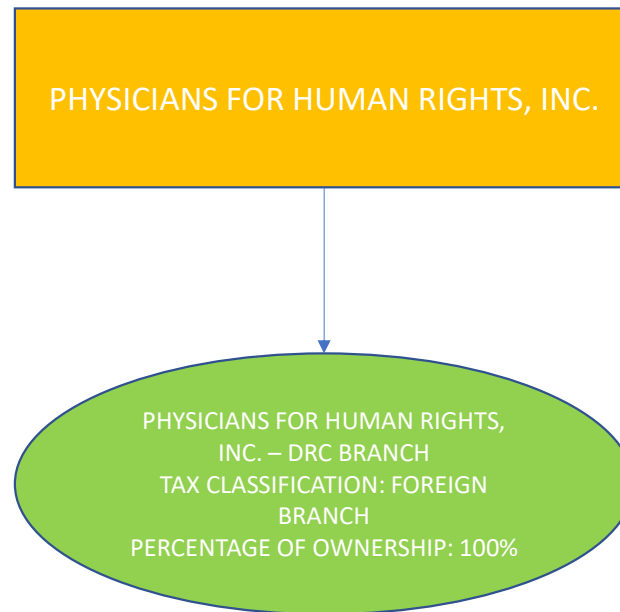 PHYSICIANS FOR HUMAN RIGHTS, INC.
PHYSICIANS FOR HUMAN RIGHTS,
INC. – DRC BRANCH
TAX CLASSIFICATION: FOREIGN
BRANCH
PERCENTAGE OF OWNERSHIP: 100%